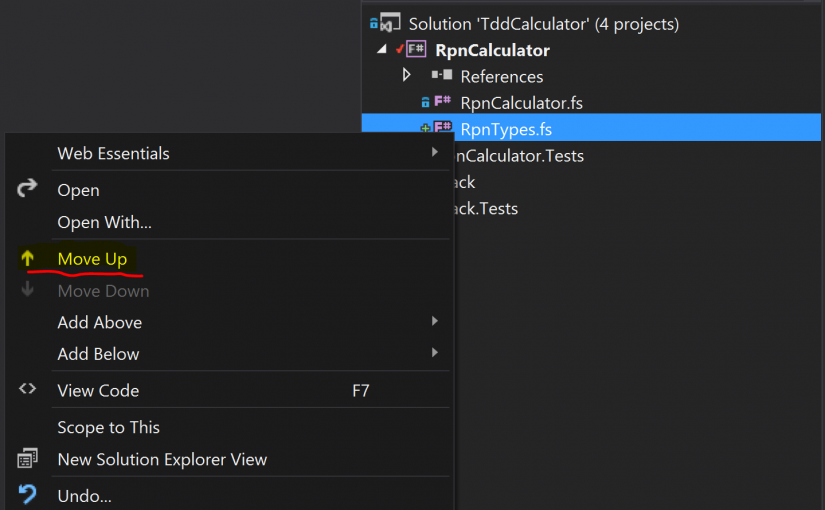 Solution 'TddCalculator' (4 projects)
F# RpnCalculator
References
F# RpnCalculator.fs
F# RpnTypes.fs
nCalculator.Tests
ack
ack.Tests
Web Essentials
Open
Open With...
Move Up
Move Down
Add Above
Add Below
View Code F7
Scope to This
New Solution Explorer View
Undo...